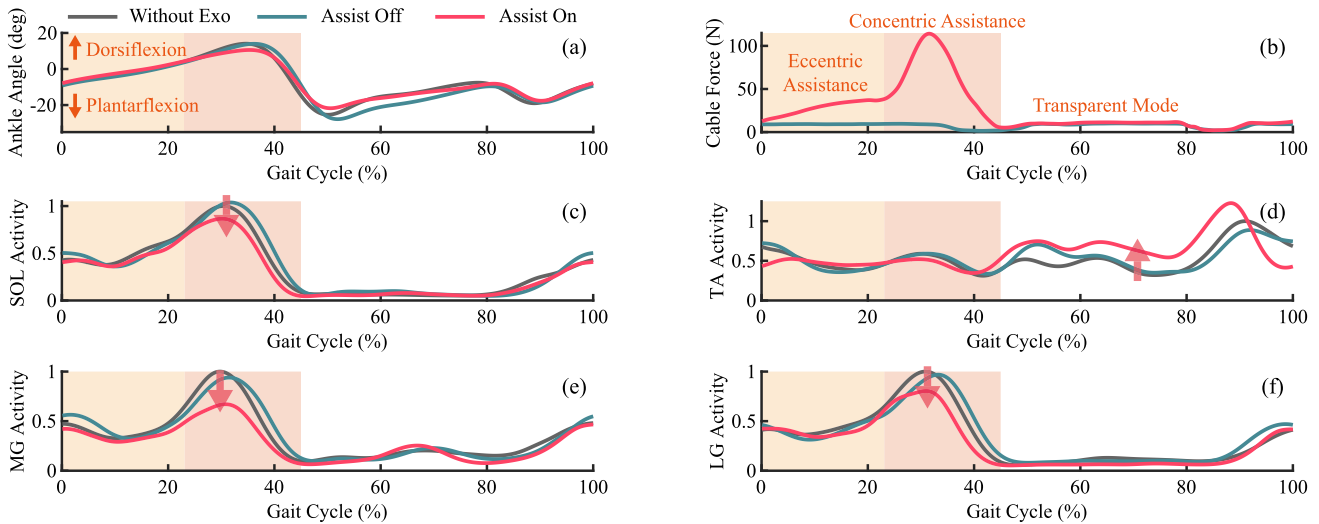 Without Exo Assist Off Assist On
Ankle Angle (deg)
20
0
-20
Dorsiflexion
Plantarflexion
(a)
0 20 40 60 80 100
Gait Cycle (%)
Concentric Assistance
Cable Force (N)
100
50
0
Eccentric
Assistance
Transparent Mode
(b)
0 20 40 60 80 100
Gait Cycle (%)
SOL Activity
1
0.5
0
(c)
0 20 40 60 80 100
Gait Cycle (%)
TA Activity
1
0.5
0
(d)
0 20 40 60 80 100
Gait Cycle (%)
MG Activity
1
0.5
0
(e)
0 20 40 60 80 100
Gait Cycle (%)
LG Activity
1
0.5
0
(f)
0 20 40 60 80 100
Gait Cycle (%)